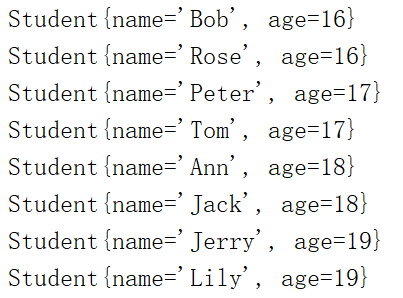 Student{name='Bob', age=16}
Student{name='Rose', age=16}
Student{name='Peter', age=17}
Student{name='Tom', age=17}
Student{name='Ann', age=18}
Student{name='Jack', age=18}
Student{name='Jerry', age=19}
Student{name='Lily', age=19}